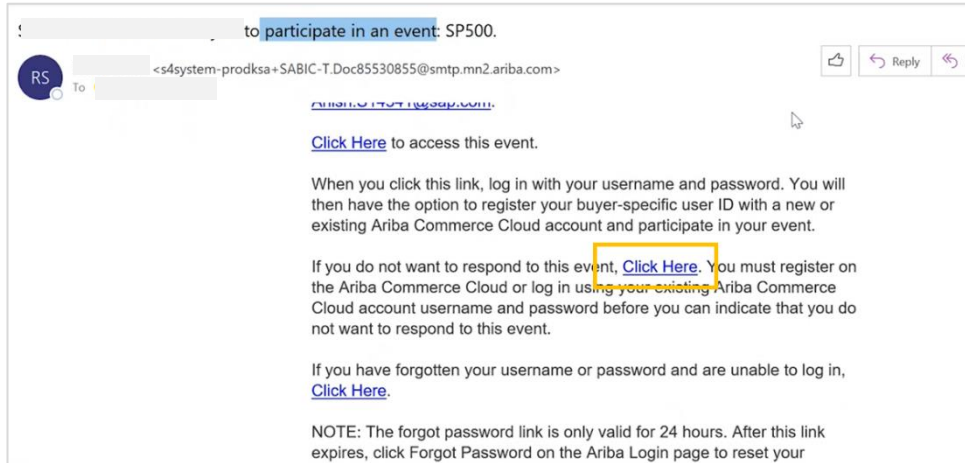 to participate in an event: SP500.
RS
<s4system-prodksa+SABIC-T.Doc85530855@smtp.mn2.ariba.com>
Reply
To
Click Here to access this event.
When you click this link, log in with your username and password. You will
then have the option to register your buyer-specific user ID with a new or
existing Ariba Commerce Cloud account and participate in your event.
If you do not want to respond to this event, Click Here. You must register on
the Ariba Commerce Cloud or log in using your existing Ariba Commerce
Cloud account username and password before you can indicate that you do
not want to respond to this event.
If you have forgotten your username or password and are unable to log in,
Click Here.
NOTE: The forgot password link is only valid for 24 hours. After this link
expires, click Forgot Password on the Ariba Login page to reset your